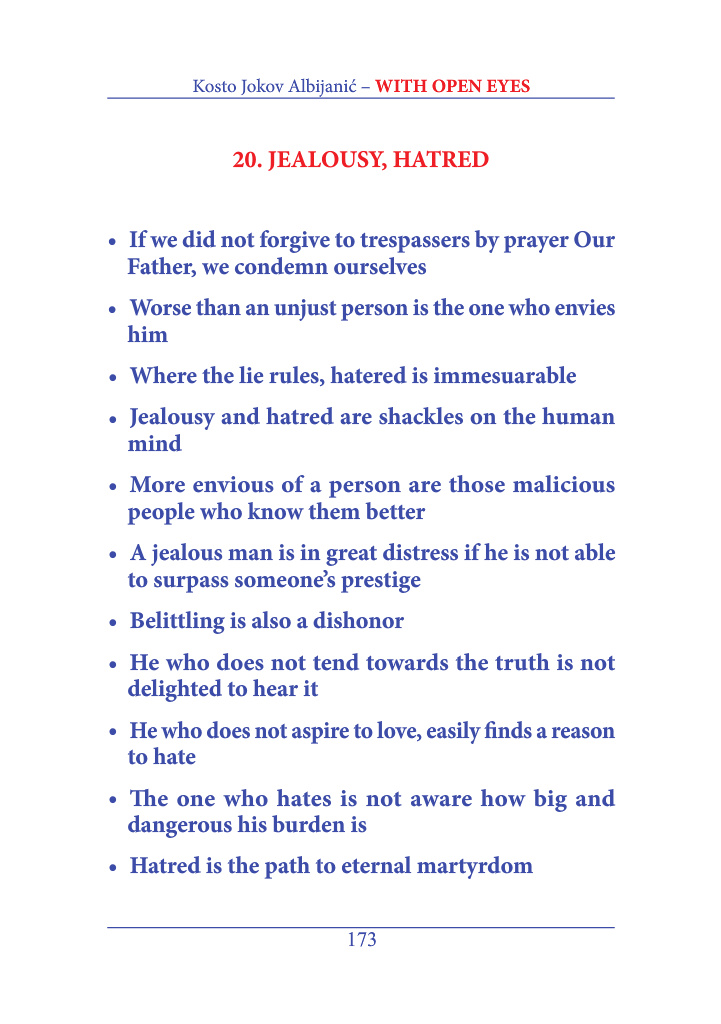 Kosto Jokov Albijanić – WITH OPEN EYES
20. JEALOUSY, HATRED
• If we did not forgive to trespassers by prayer Our
Father, we condemn ourselves
• Worse than an unjust person is the one who envies
him
• Where the lie rules, hatered is immesuarable
• Jealousy and hatred are shackles on the human
mind
• More envious of a person are those malicious
people who know them better
• A jealous man is in great distress if he is not able
to surpass someone’s prestige
• Belittling is also a dishonor
• He who does not tend towards the truth is not
delighted to hear it
• He who does not aspire to love, easily finds a reason
to hate
• The one who hates is not aware how big and
dangerous his burden is
• Hatred is the path to eternal martyrdom
173